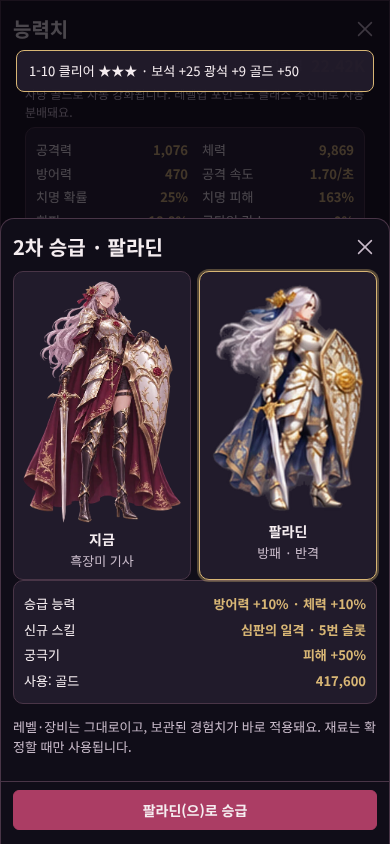 능력치
1-10 클리어 ★★★ · 보석 +25 광석 +9 골드 +50
분배돼요.
공격력 1,076 체력 9,869
방어력 470 공격 속도 1.70/초
치명 확률 25% 치명 피해 163%
2차 승급 · 팔라딘
지금 팔라딘
흑장미 기사 방패 · 반격
승급 능력 방어력 +10% · 체력 +10%
신규 스킬 심판의 일격 · 5번 슬롯
궁극기 피해 +50%
사용: 골드 417,600
레벨·장비는 그대로이고, 보관된 경험치가 바로 적용돼요. 재료는 확
정할 때만 사용됩니다.
팔라딘(으)로 승급